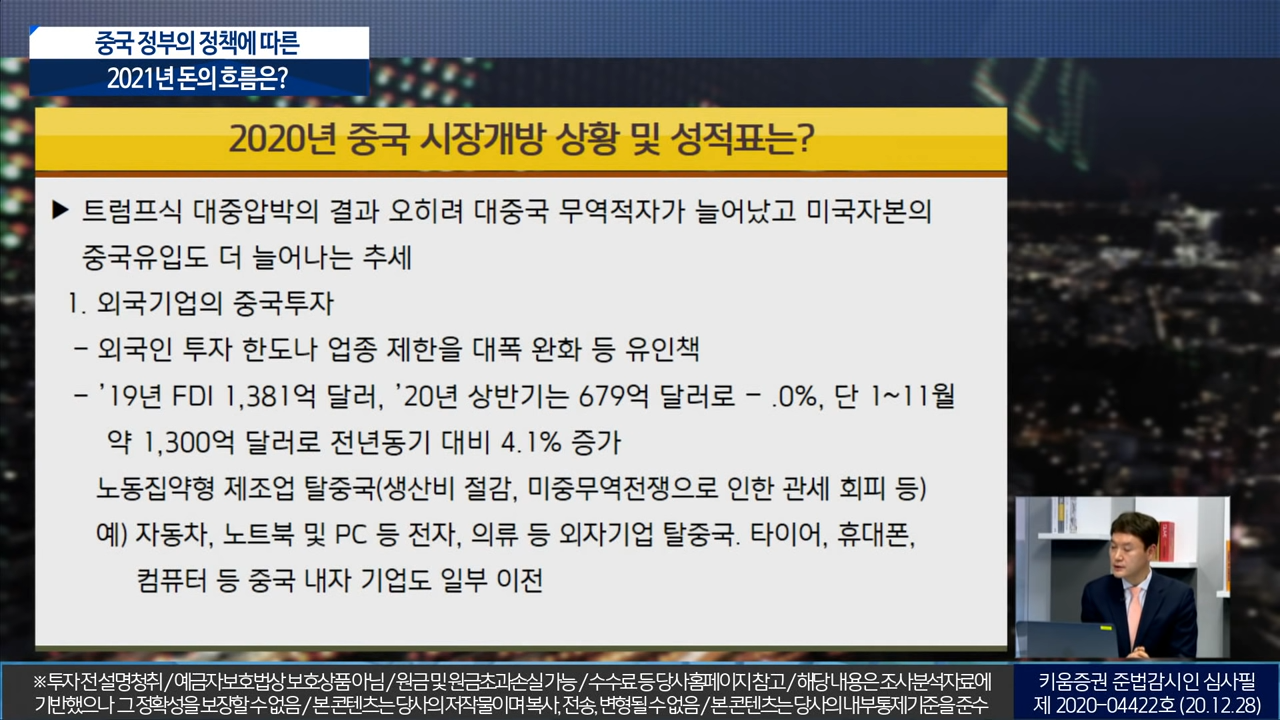 중국 정부의 정책에 따른
2021년 돈의 흐름은?
2020년 중국 시장개방 상황 및 성적표는?
▶ 트럼프식 대중압박의 결과 오히려 대중국 무역적자가 늘어났고 미국자본의
중국유입도 더 늘어나는 추세
1. 외국기업의 중국투자
- 외국인 투자 한도나 업종 제한을 대폭 완화 등 유인책
- ’19년 FDI 1,381억 달러, ’20년 상반기는 679억 달러로 - .0%, 단 1~11월
약 1,300억 달러로 전년동기 대비 4.1% 증가
노동집약형 제조업 탈중국(생산비 절감, 미중무역전쟁으로 인한 관세 회피 등)
예) 자동차, 노트북 및 PC 등 전자, 의류 등 외자기업 탈중국. 타이어, 휴대폰,
컴퓨터 등 중국 내자 기업도 일부 이전
※ 투자 전 설명청취 / 예금자보호법상 보호상품 아님 / 원금 및 원금초과손실 가능 / 수수료 등 당사홈페이지 참고 / 해당 내용은 조사분석자료에
기반했으나 그 정확성을 보장할 수 없음 / 본 콘텐츠는 당사의 저작물이며 복사, 전송, 변형될 수 없음 / 본 콘텐츠는 당사의 내부통제기준을 준수
키움증권 준법감시인 심사필
제 2020-04422호 (20.12.28)